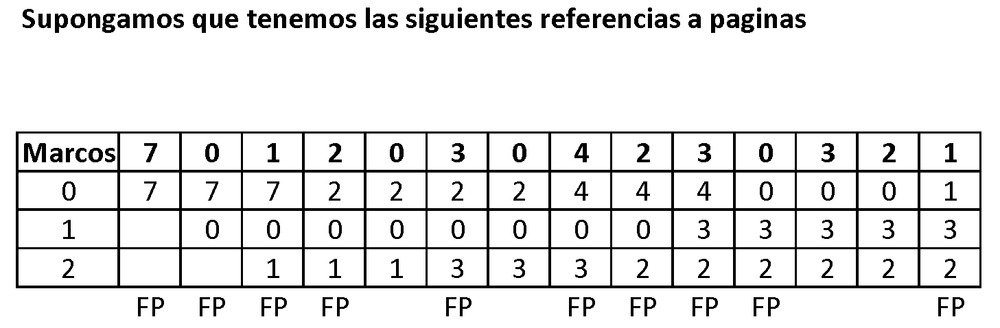 Supongamos que tenemos las siguientes referencias a paginas
Marcos 7 0 1 2 0 3 0 4 2 3 0 3 2 1
0 7 7 7 2 2 2 2 4 4 4 0 0 0 1
1 0 0 0 0 0 0 0 0 3 3 3 3 3
2 1 1 1 3 3 3 2 2 2 2 2 2
FP FP FP FP FP FP FP FP FP FP